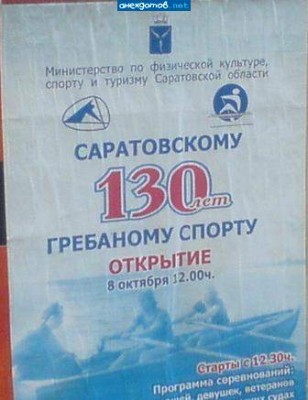 анекдотов.net
Министерство по физической культуре,
спорту и туризму Саратовской области
САРАТОВСКОМУ
130 лет
ГРЕБАНОМУ СПОРТУ
ОТКРЫТИЕ
8 октября 12.00ч.
Старты с 12.30ч.
Программа соревнований:
девушек, ветеранов
судах